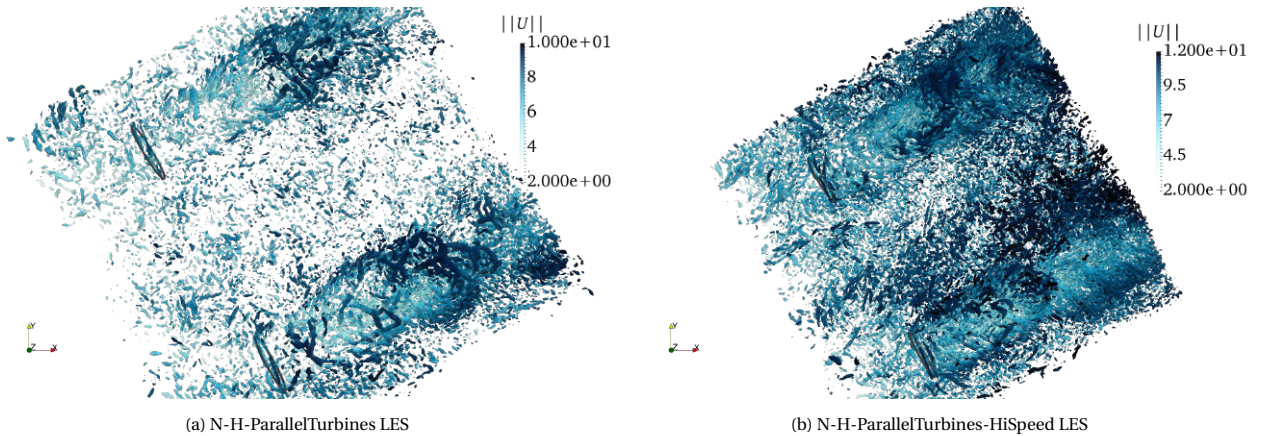 ||U||
1.000e+01
8
6
4
2.000e+00
Y
Z
X
(a) N-H-ParallelTurbines LES
||U||
1.200e+01
9.5
7
4.5
2.000e+00
Y
Z
X
(b) N-H-ParallelTurbines-HiSpeed LES